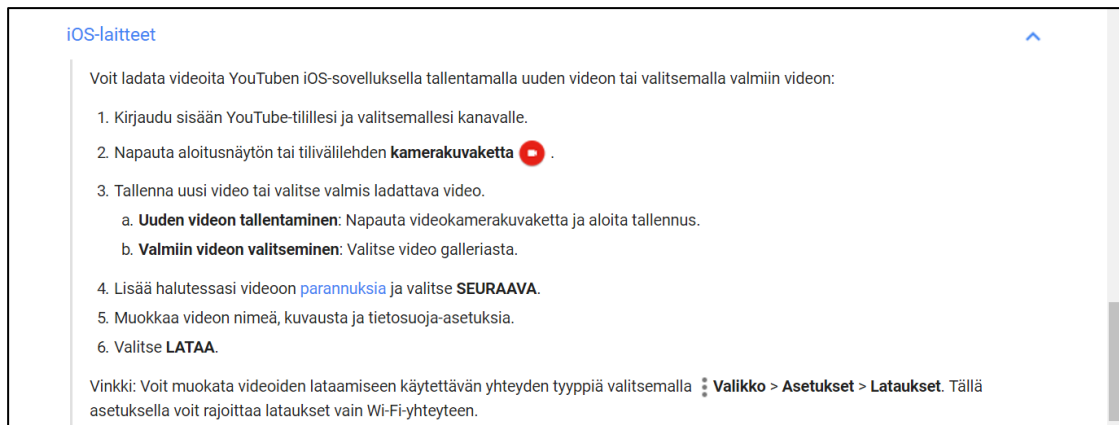 iOS-laitteet
Voit ladata videoita YouTuben iOS-sovelluksella tallentamalla uuden videon tai valitsemalla valmiin videon:
1. Kirjaudu sisään YouTube-tilillesi ja valitsemallesi kanavalle.
2. Napauta aloitusnäytön tai tilivälilehden kamerakuvaketta .
3. Tallenna uusi video tai valitse valmis ladattava video.
a. Uuden videon tallentaminen: Napauta videokamerakuvaketta ja aloita tallennus.
b. Valmiin videon valitseminen: Valitse video galleriasta.
4. Lisää halutessasi videoon parannuksia ja valitse SEURAAVA.
5. Muokkaa videon nimeä, kuvausta ja tietosuoja-asetuksia.
6. Valitse LATAA.
Vinkki: Voit muokata videoiden lataamiseen käytettävän yhteyden tyyppiä valitsemalla Valikko > Asetukset > Lataukset. Tällä
asetuksella voit rajoittaa lataukset vain Wi-Fi-yhteyteen.